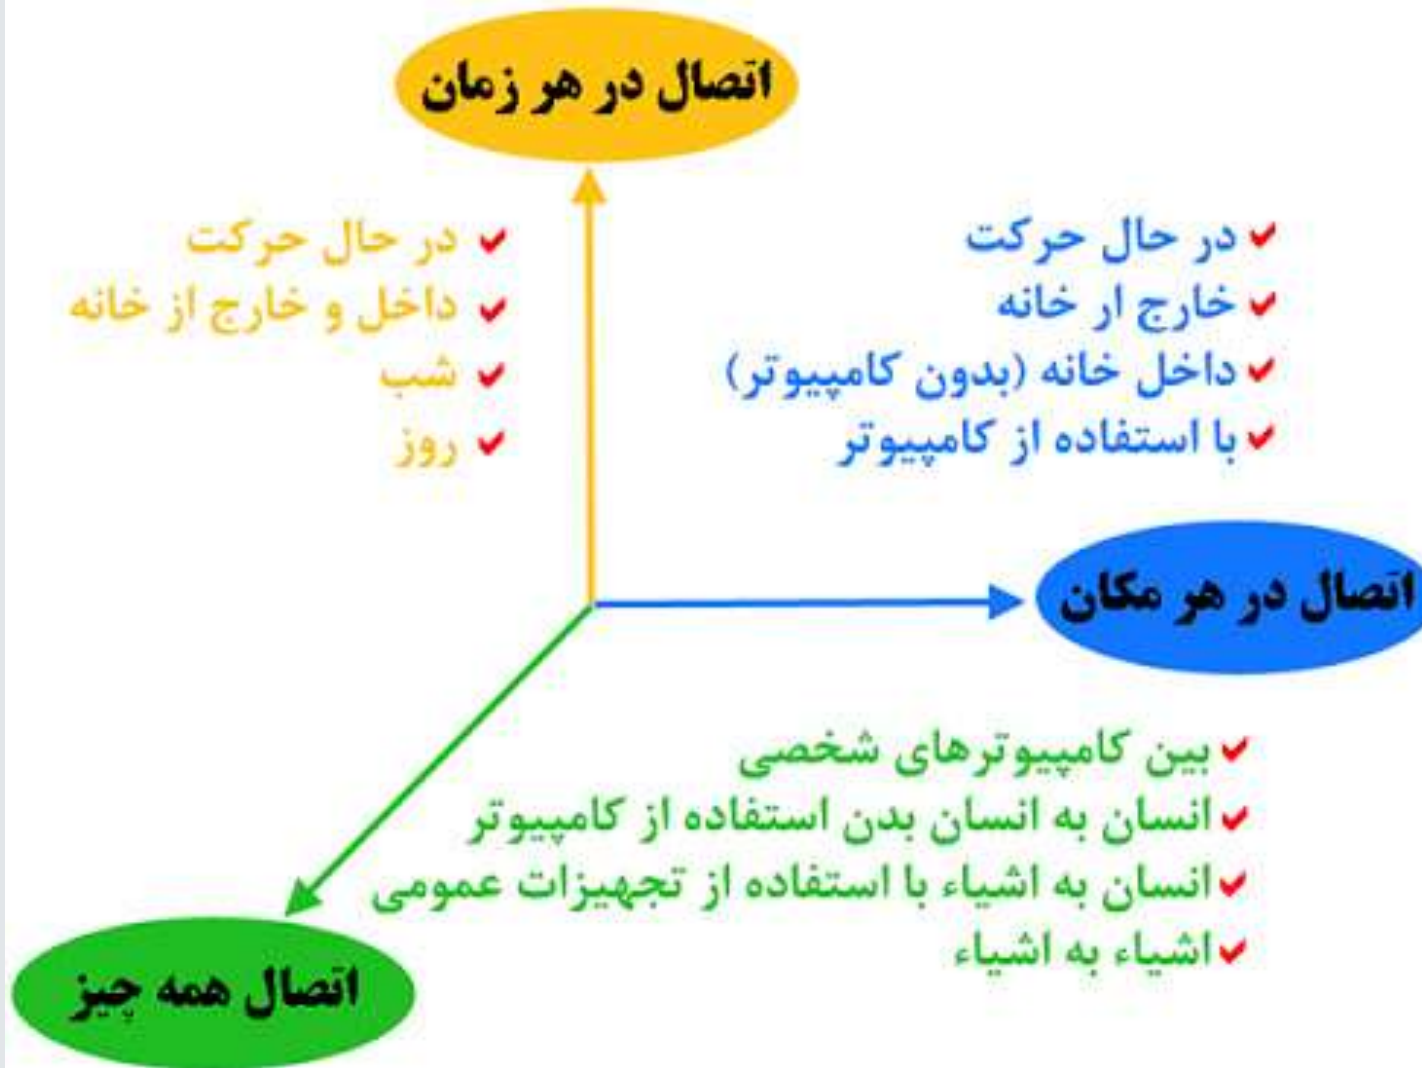 اتصال در هر زمان
در حال حرکت
خارج ار خانه
داخل خانه (بدون کامپیوتر)
با استفاده از کامپیوتر
در حال حرکت
داخل و خارج از خانه
شب
روز
اتصال در هر مکان
بین کامپیوترهای شخصی
انسان به انسان بدن استفاده از کامپیوتر
انسان به اشیاء با استفاده از تجهیزات عمومی
اشیاء به اشیاء
اتصال همه چیز